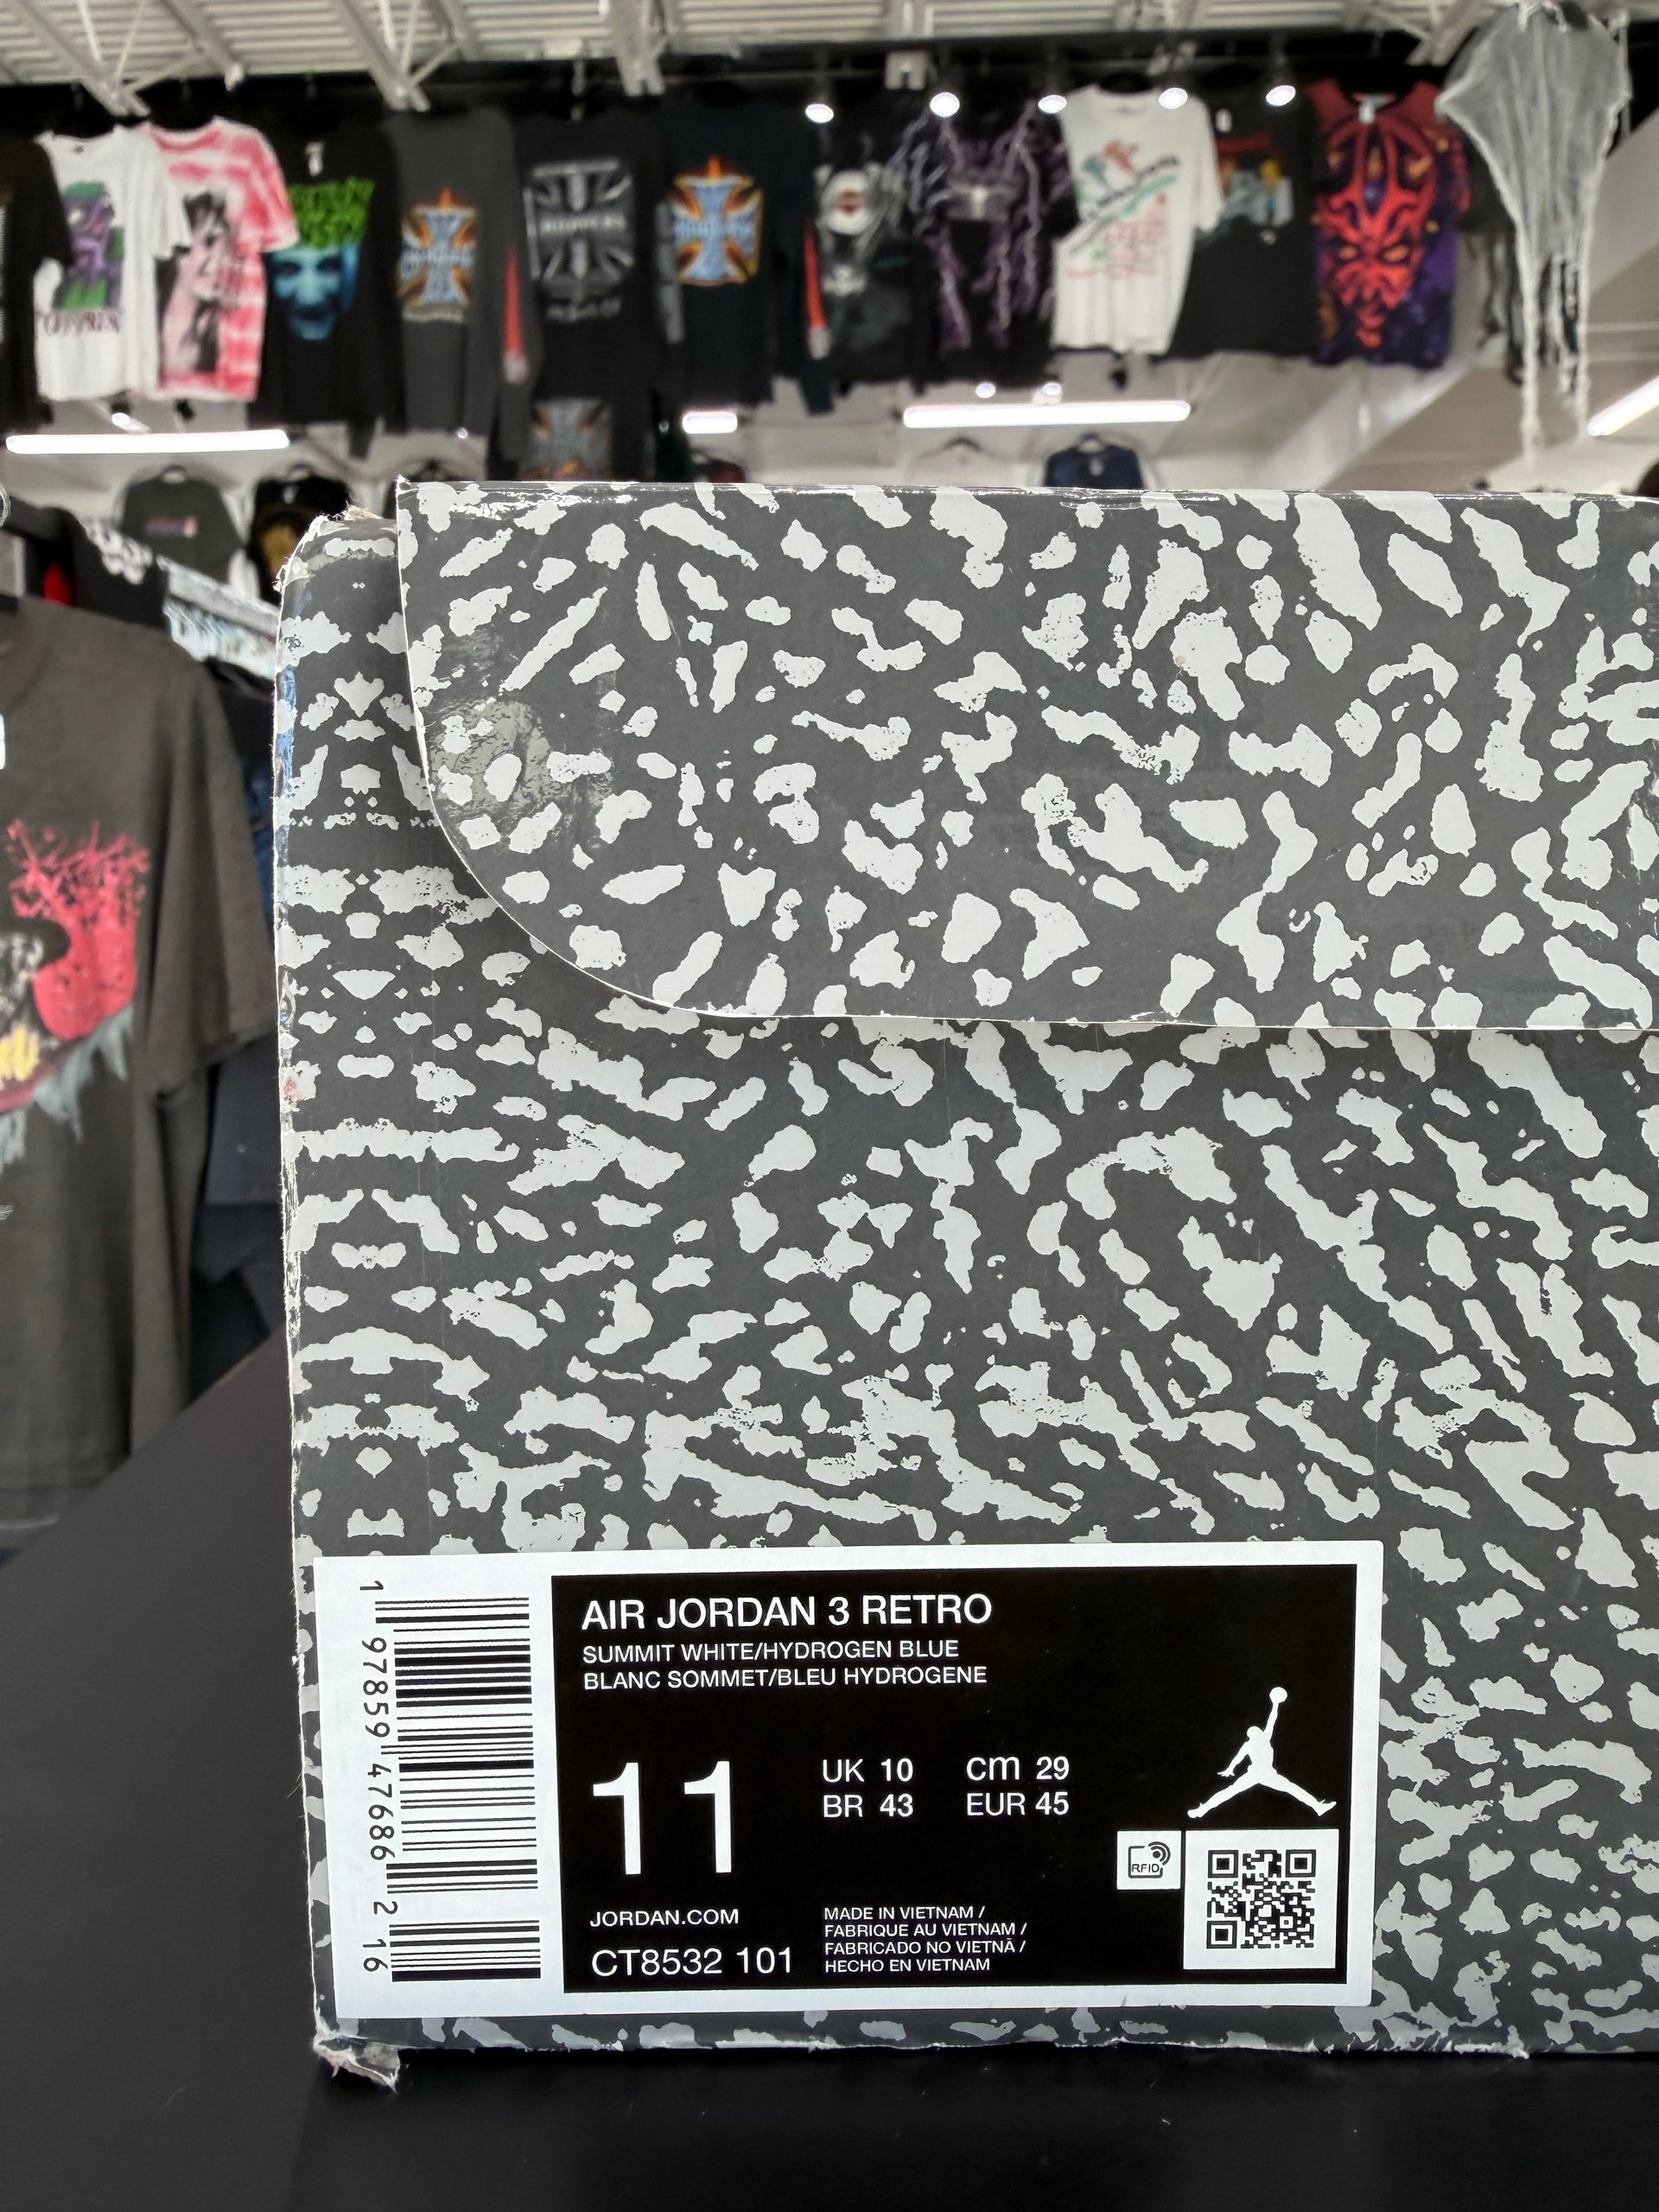 AIR JORDAN 3 RETRO
SUMMIT WHITE/HYDROGEN BLUE
BLANC SOMMET/BLEU HYDROGENE
11
UK 10 cm 29
BR 43 EUR 45
RFID
JORDAN.COM
CT8532 101
MADE IN VIETNAM /
FABRIQUE AU VIETNAM /
FABRICADO NO VIETNÃ /
HECHO EN VIETNAM
1 97859 47686 2 16